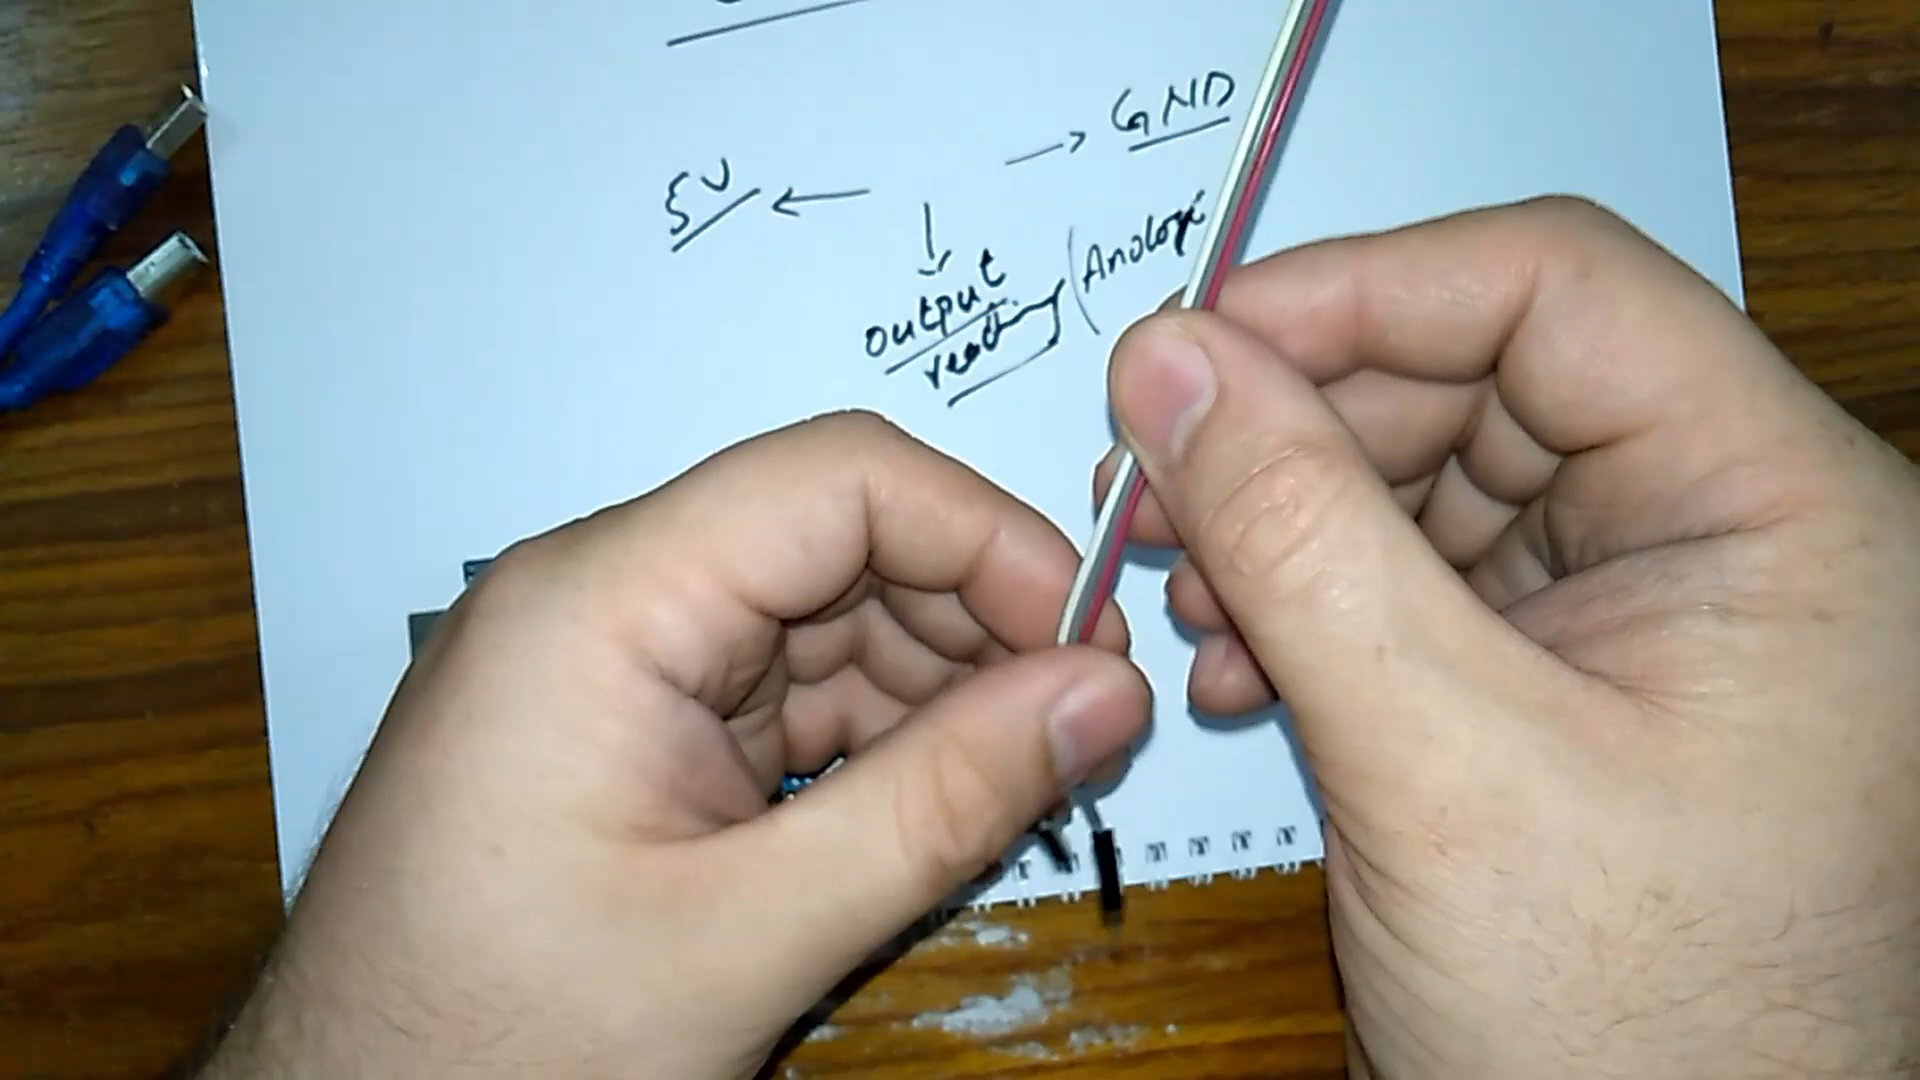 GND
5V
output
reading (Analog